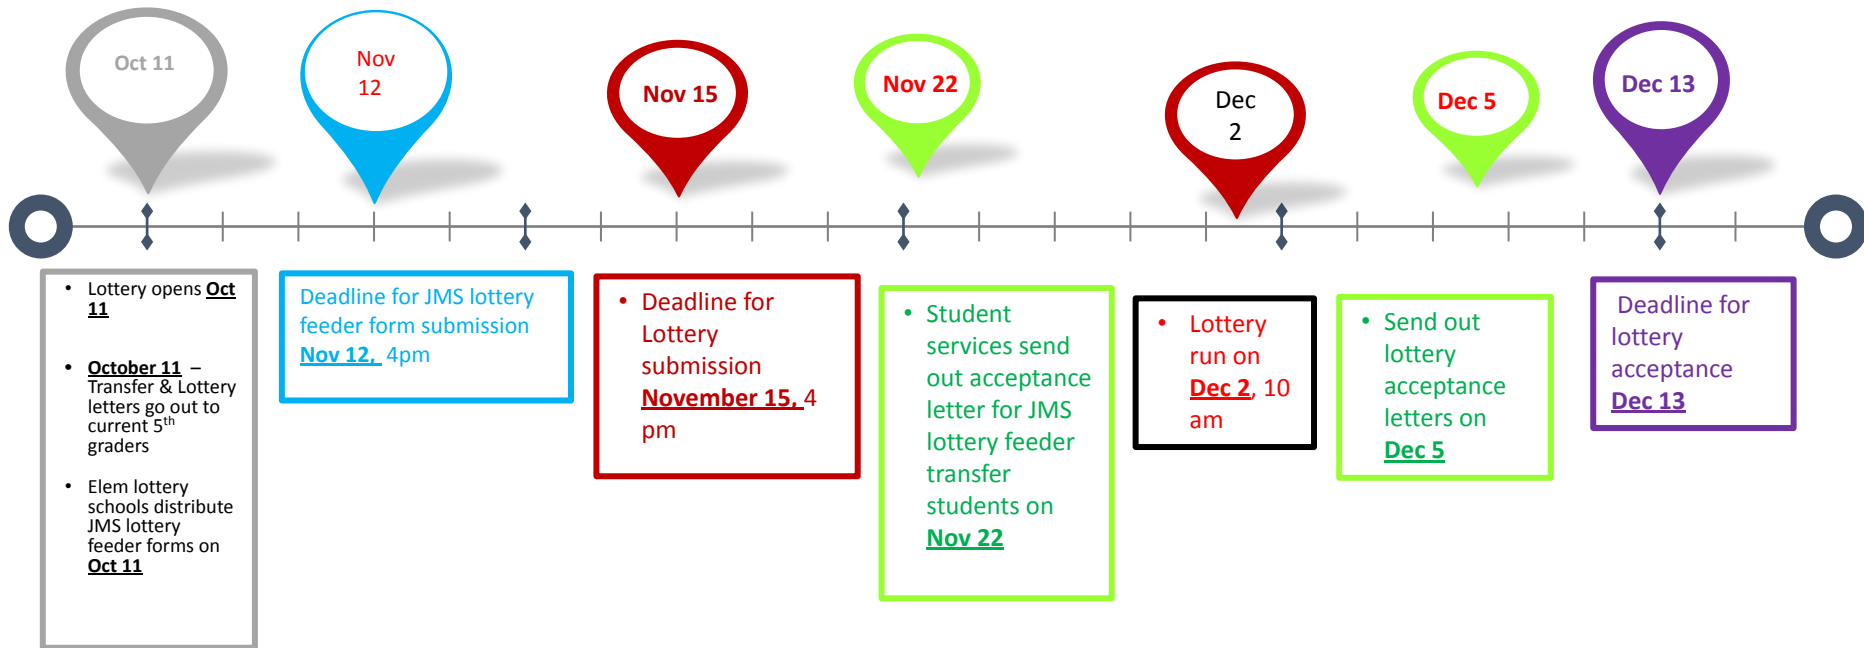 Oct 11
Nov
12
Nov 15
Nov 22
Dec
2
Dec 5
Dec 13
• Lottery opens Oct
11
• October 11 –
Transfer & Lottery
letters go out to
current 5th
graders
• Elem lottery
schools distribute
JMS lottery
feeder forms on
Oct 11
Deadline for JMS lottery
feeder form submission
Nov 12, 4pm
• Deadline for
Lottery
submission
November 15, 4
pm
• Student
services send
out acceptance
letter for JMS
lottery feeder
transfer
students on
Nov 22
• Lottery
run on
Dec 2, 10
am
• Send out
lottery
acceptance
letters on
Dec 5
Deadline for
lottery
acceptance
Dec 13